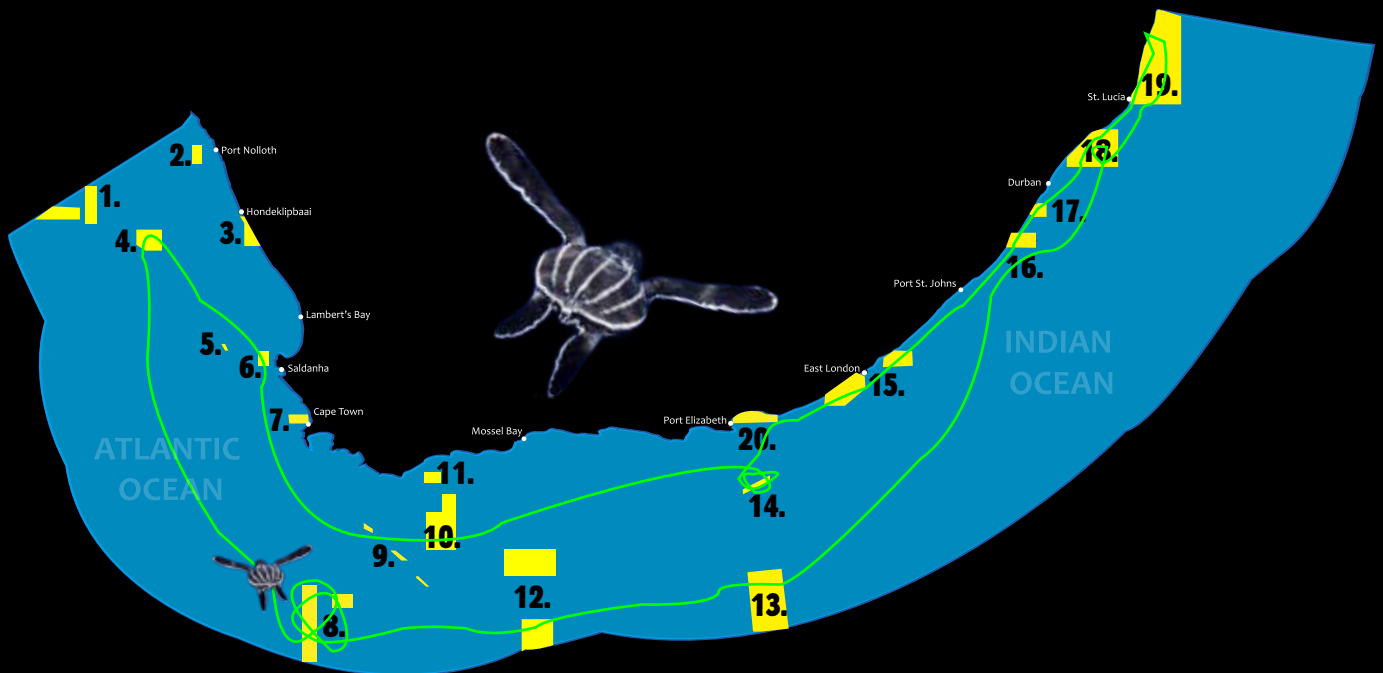 19.
St. Lucia
Port Nolloth
2.
18.
Durban
1.
Hondeklipbaai
17.
3.
4.
16.
Port St. Johns
Lambert's Bay
INDIAN
OCEAN
5.
6.
Saldanha
East London
15.
7.
Cape Town
Port Elizabeth
Mossel Bay
20.
ATLANTIC
OCEAN
11.
14.
10.
9.
12.
13.
8.